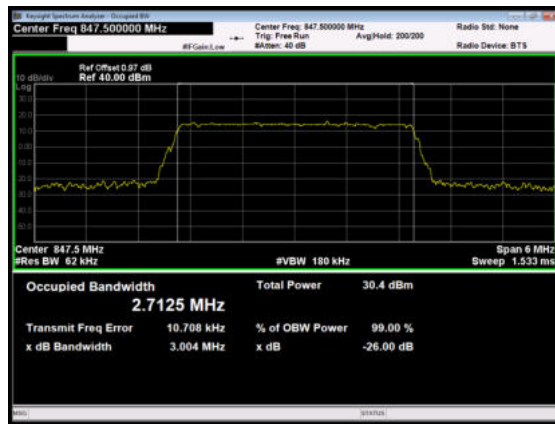 Keysight Spectrum Analyzer - Occupied BW
Center Freq 847.500000 MHz
Center Freq: 847.500000 MHz
Radio Std: None
Trig: Free Run
Avg|Hold: 200/200
#IFGain:Low
#Atten: 40 dB
Radio Device: BTS
Ref Offset 0.97 dB
10 dB/div
Ref 40.00 dBm
Log
30.0
20.0
10.0
0.00
10.0
20.0
30.0
40.0
50.0
Center 847.5 MHz
Span 6 MHz
#Res BW 62 kHz
#VBW 180 kHz
Sweep 1.533 ms
Occupied Bandwidth
Total Power
30.4 dBm
2.7125 MHz
Transmit Freq Error
10.708 kHz
% of OBW Power
99.00 %
x dB Bandwidth
3.004 MHz
x dB
-26.00 dB
MSG
STATUS